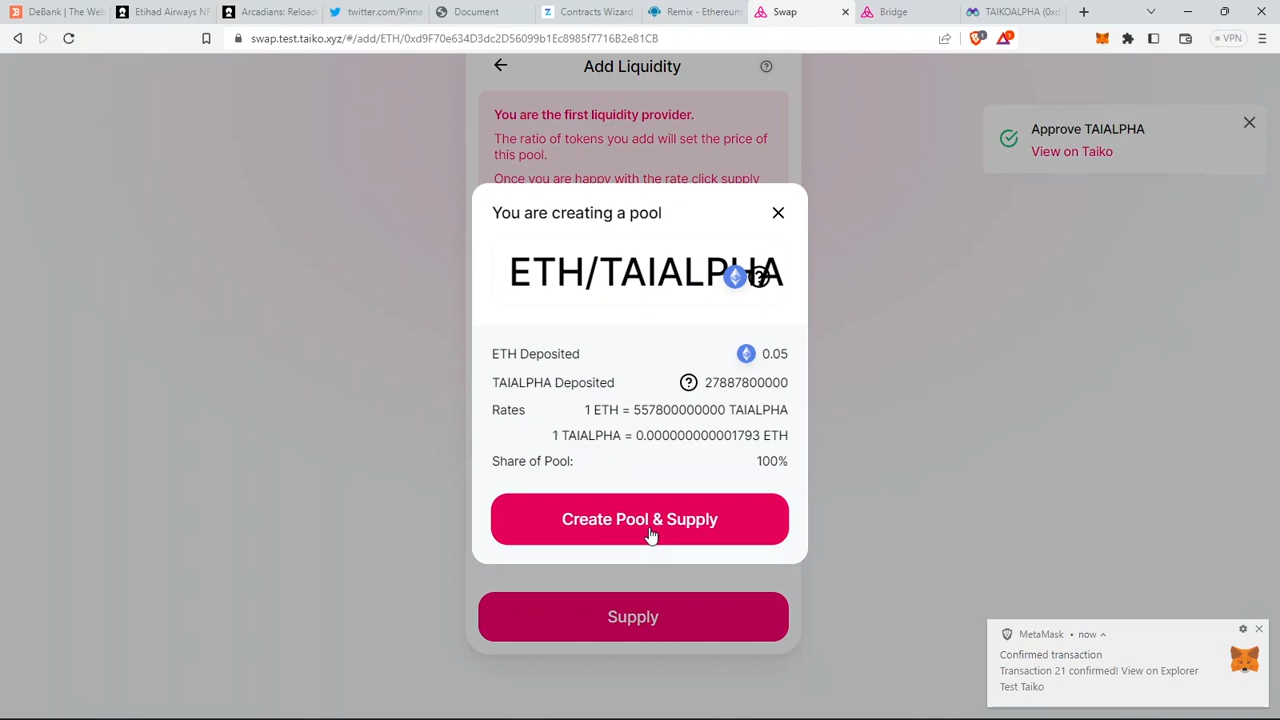 DeBank | The Web
Etihad Airways NF
Arcadians: Reload
twitter.com/Pinna
Document
Contracts Wizard
Remix - Ethereum
Swap
Bridge
TAIKOALPHA (0xd
swap.test.taiko.xyz/#/add/ETH/0xd9F70e634D3dc2D56099b1Ec8985f7716B2e81CB
1
1
VPN
Add Liquidity
You are the first liquidity provider.
The ratio of tokens you add will set the price of
this pool.
Once you are happy with the rate click supply
Approve TAIALPHA
View on Taiko
You are creating a pool
ETH/TAIALPHA
ETH Deposited 0.05
TAIALPHA Deposited 27887800000
Rates 1 ETH = 557800000000 TAIALPHA
1 TAIALPHA = 0.000000000001793 ETH
Share of Pool: 100%
Create Pool & Supply
Supply
MetaMask • now
Confirmed transaction
Transaction 21 confirmed! View on Explorer
Test Taiko